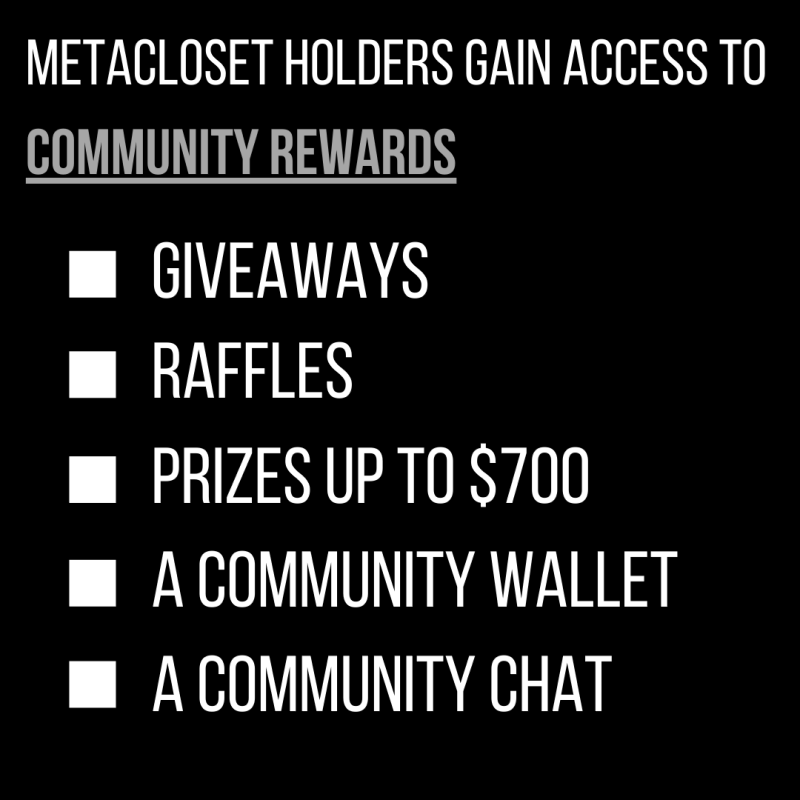 METACLOSET HOLDERS GAIN ACCESS TO
COMMUNITY REWARDS
GIVEAWAYS
RAFFLES
PRIZES UP TO $700
A COMMUNITY WALLET
A COMMUNITY CHAT